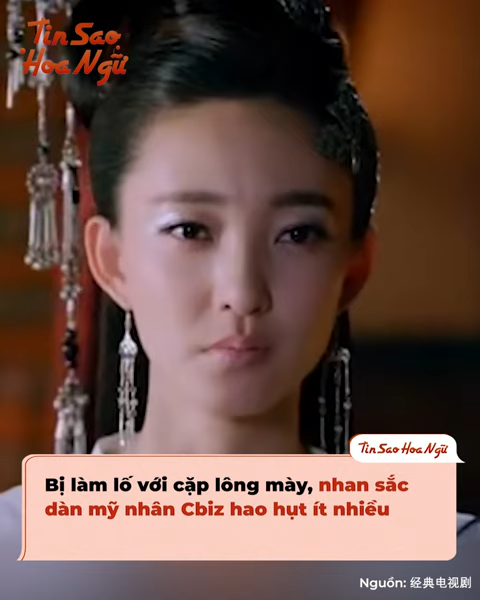 Tin Sao
Hoa Ngữ
Tin Sao Hoa Ngữ
Bị làm lố với cặp lông mày, nhan sắc
dàn mỹ nhân Cbiz hao hụt ít nhiều
Nguồn: 经典电视剧